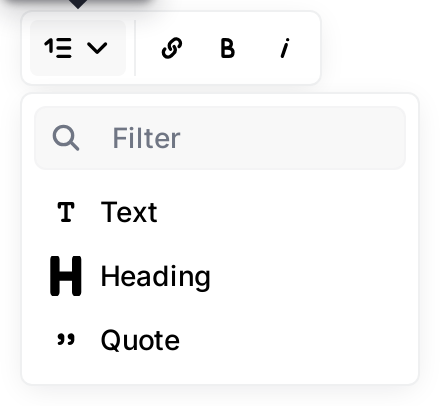 B i
Filter
T Text
H Heading
” Quote